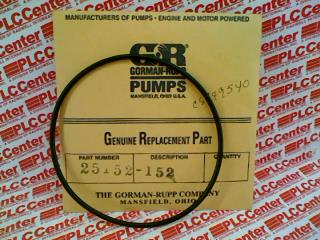 MANUFACTURERS OF PUMPS • ENGINE AND MOTOR POWERED
GR
GORMAN-RUPP
PUMPS
MANSFIELD, OHIO U.S.A.
GENUINE REPLACEMENT PART
PART NUMBER DESCRIPTION QUANTITY
25152-152
THE GORMAN-RUPP COMPANY
MANSFIELD, OHIO
PLCCenter